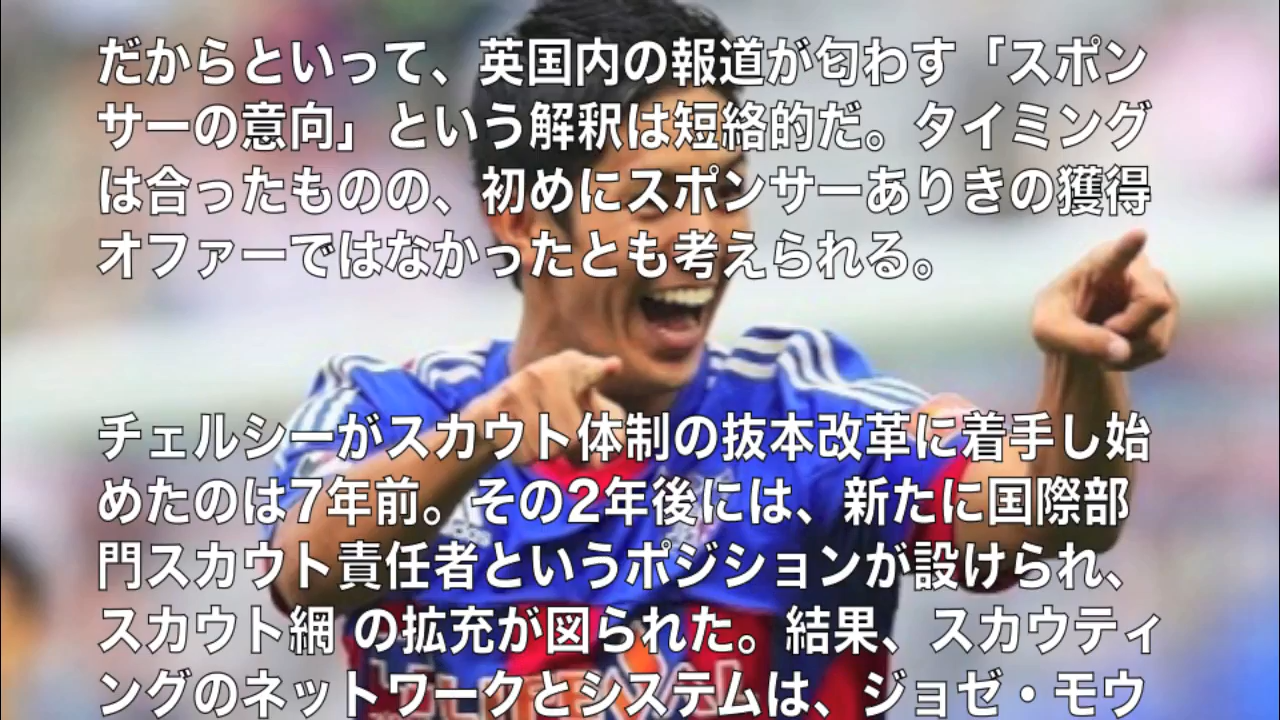 だからといって、英国内の報道が匂わす「スポン
サーの意向」という解釈は短絡的だ。タイミング
は合ったものの、初めにスポンサーありきの獲得
オファーではなかったとも考えられる。
チェルシーがスカウト体制の抜本改革に着手し始
めたのは7年前。その2年後には、新たに国際部
門スカウト責任者というポジションが設けられ、
スカウト網 の拡充が図られた。結果、スカウティ
ングのネットワークとシステムは、ジョゼ・モウ
adidas